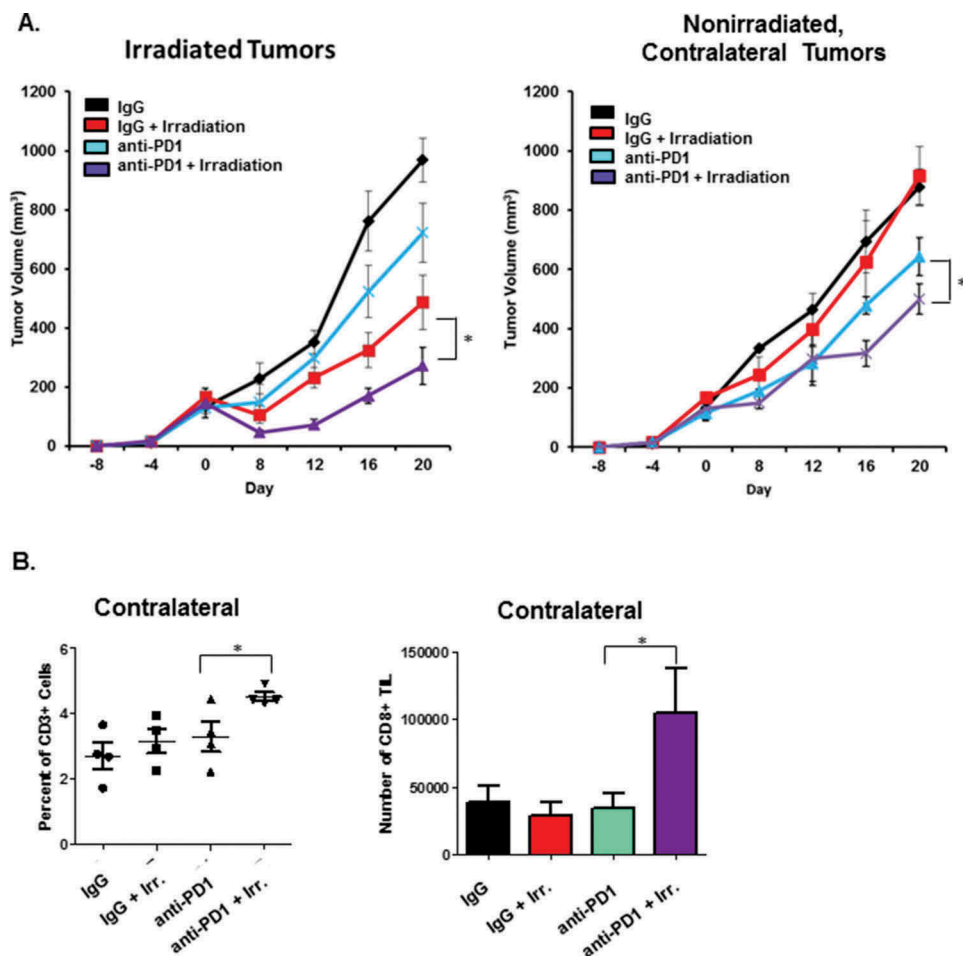 A.
Irradiated Tumors
Nonirradiated,
Contralateral Tumors
1200
1000
800
600
400
200
0
Tumor Volume (mm³)
IgG
IgG + Irradiation
anti-PD1
anti-PD1 + Irradiation
*
-8
-4
0
8
12
16
20
Day
1200
1000
800
600
400
200
0
Tumor Volume (mm³)
IgG
IgG + Irradiation
anti-PD1
anti-PD1 + Irradiation
*
-8
-4
0
8
12
16
20
Day
B.
Contralateral
6
4
2
0
Percent of CD3+ Cells
*
IgG
IgG + Irr.
anti-PD1
anti-PD1 + Irr.
Contralateral
150000
100000
50000
0
Number of CD8+ TIL
*
IgG
IgG + Irr.
anti-PD1
anti-PD1 + Irr.